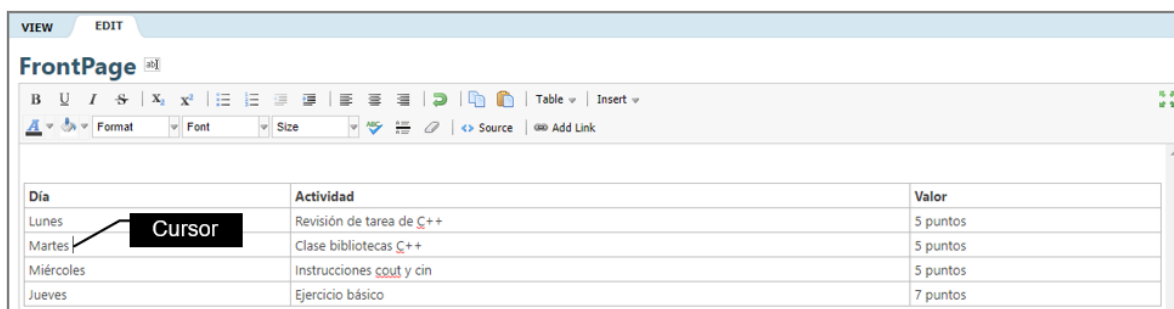 VIEW EDIT
FrontPage abI
B U I S X₂ x² Table Insert
A Format Font Size ABC Source Add Link
Día Actividad Valor
Lunes Revisión de tarea de C++ 5 puntos
Cursor
Martes Clase bibliotecas C++ 5 puntos
Miércoles Instrucciones cout y cin 5 puntos
Jueves Ejercicio básico 7 puntos